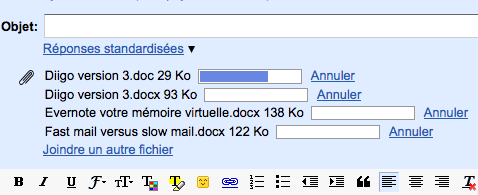 Objet:
Réponses standardisées ▼
Diigo version 3.doc 29 Ko Annuler
Diigo version 3.docx 93 Ko Annuler
Evernote votre mémoire virtuelle.docx 138 Ko Annuler
Fast mail versus slow mail.docx 122 Ko Annuler
Joindre un autre fichier
B I U F T T T